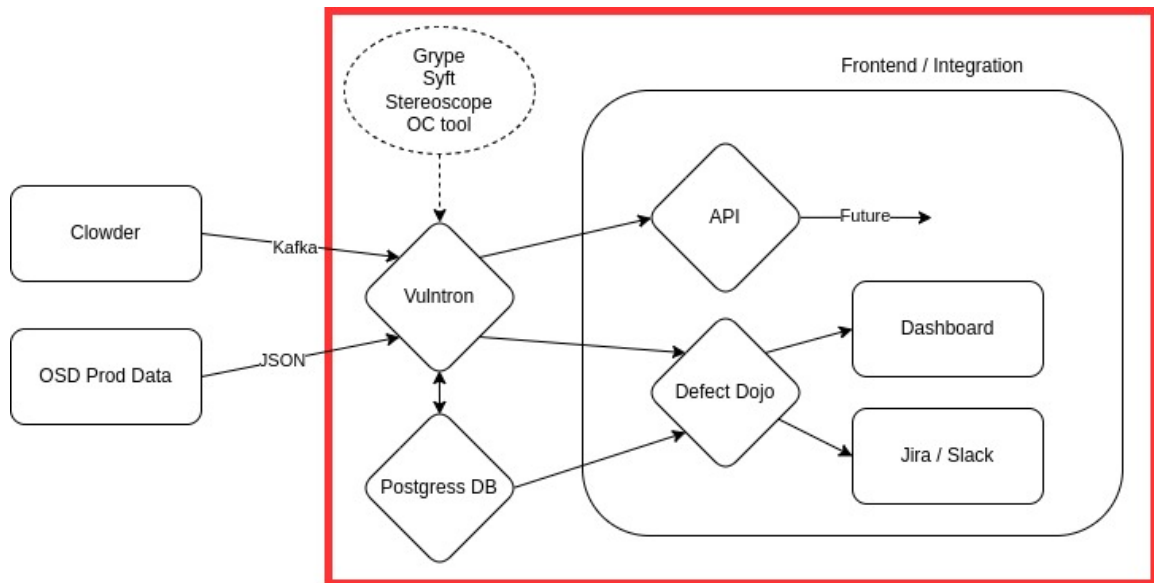 Grype
Syft
Stereoscope
OC tool
Frontend / Integration
Clowder
Kafka
API
Future
Vulntron
OSD Prod Data
JSON
Dashboard
Defect Dojo
Postgress DB
Jira / Slack